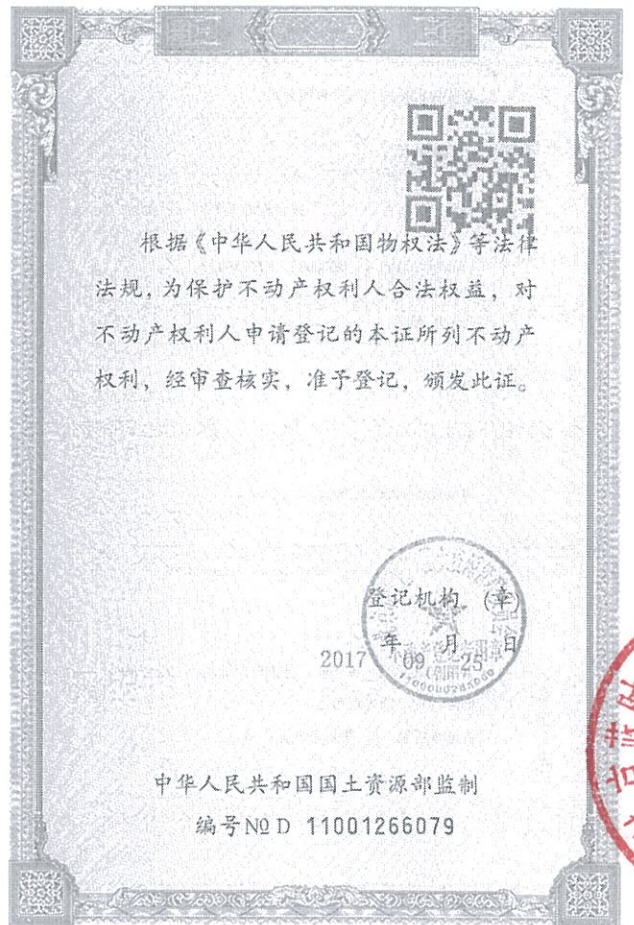 根据《中华人民共和国物权法》等法律
法规，为保护不动产权利人合法权益，对
不动产权利人申请登记的本证所列不动产
权利，经审查核实，准予登记，颁发此证。
登记机构 (章)
年 月 日
2017 09 25
中华人民共和国国土资源部监制
编号№ D 11001266079